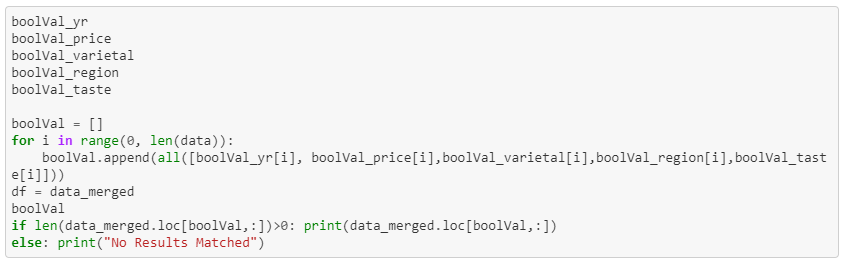 boolVal_yr
boolVal_price
boolVal_varietal
boolVal_region
boolVal_taste

boolVal = []
for i in range(0, len(data)):
    boolVal.append(all([boolVal_yr[i], boolVal_price[i],boolVal_varietal[i],boolVal_region[i],boolVal_tast
e[i]]))
df = data_merged
boolVal
if len(data_merged.loc[boolVal,:])>0: print(data_merged.loc[boolVal,:])
else: print("No Results Matched")